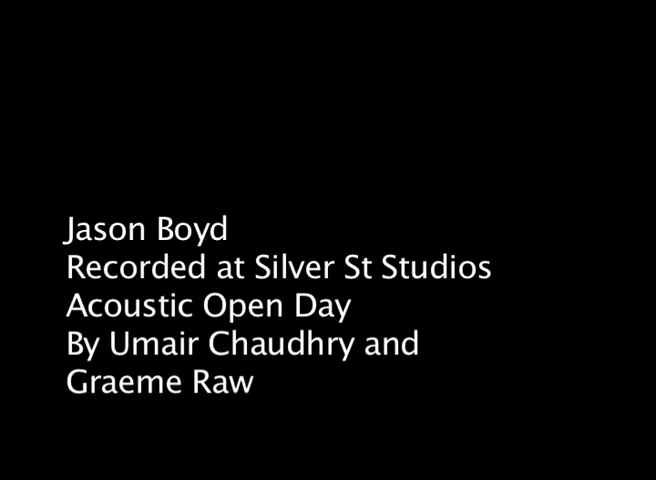 Jason Boyd
Recorded at Silver St Studios
Acoustic Open Day
By Umair Chaudhry and
Graeme Raw